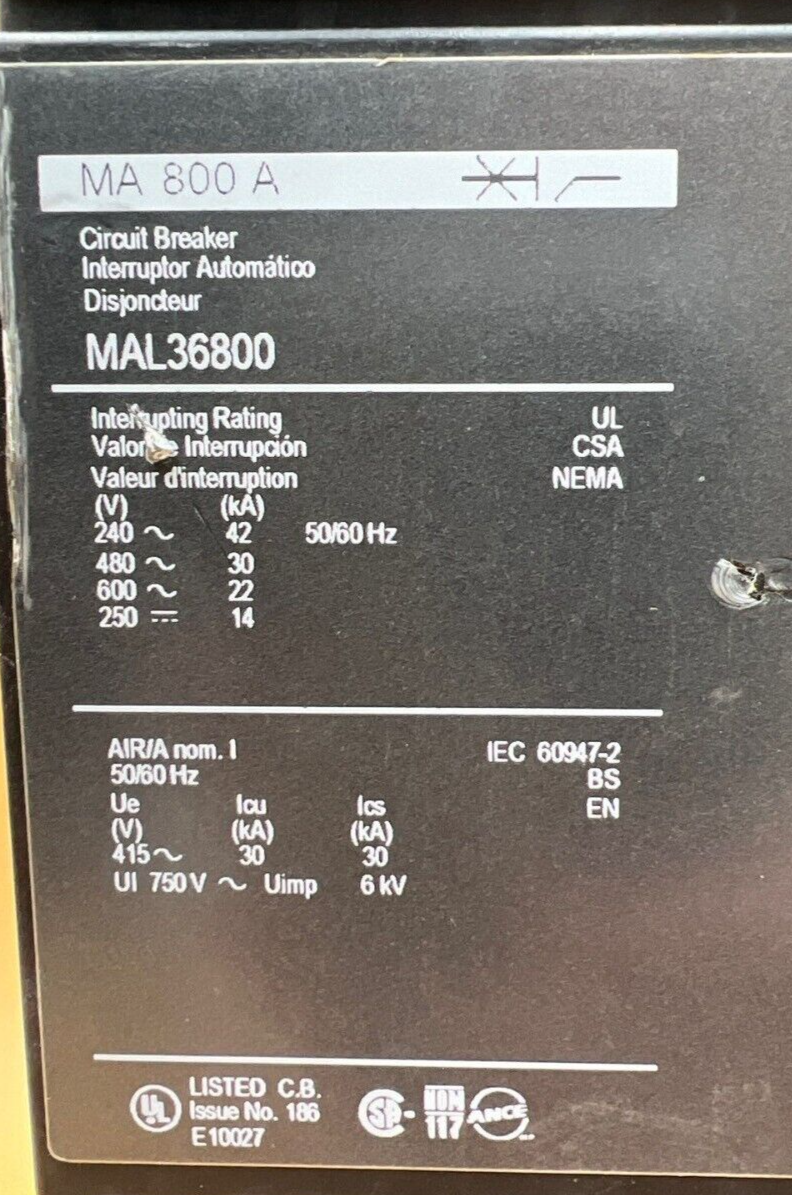 MA 800 A
Circuit Breaker
Interruptor Automático
Disjoncteur
MAL36800
Interrupting Rating UL
Valor de Interrupción CSA
Valeur d'interruption NEMA
(V) (kA)
240 ~ 42 50/60 Hz
480 ~ 30
600 ~ 22
250 ⎓ 14
AIR/A nom. I IEC 60947-2
50/60 Hz BS
Ue Icu Ics EN
(V) (kA) (kA)
415 ~ 30 30
UI 750 V ~ Uimp 6 kV
UL LISTED C.B.
Issue No. 186
E10027
NOM
117 ANCE